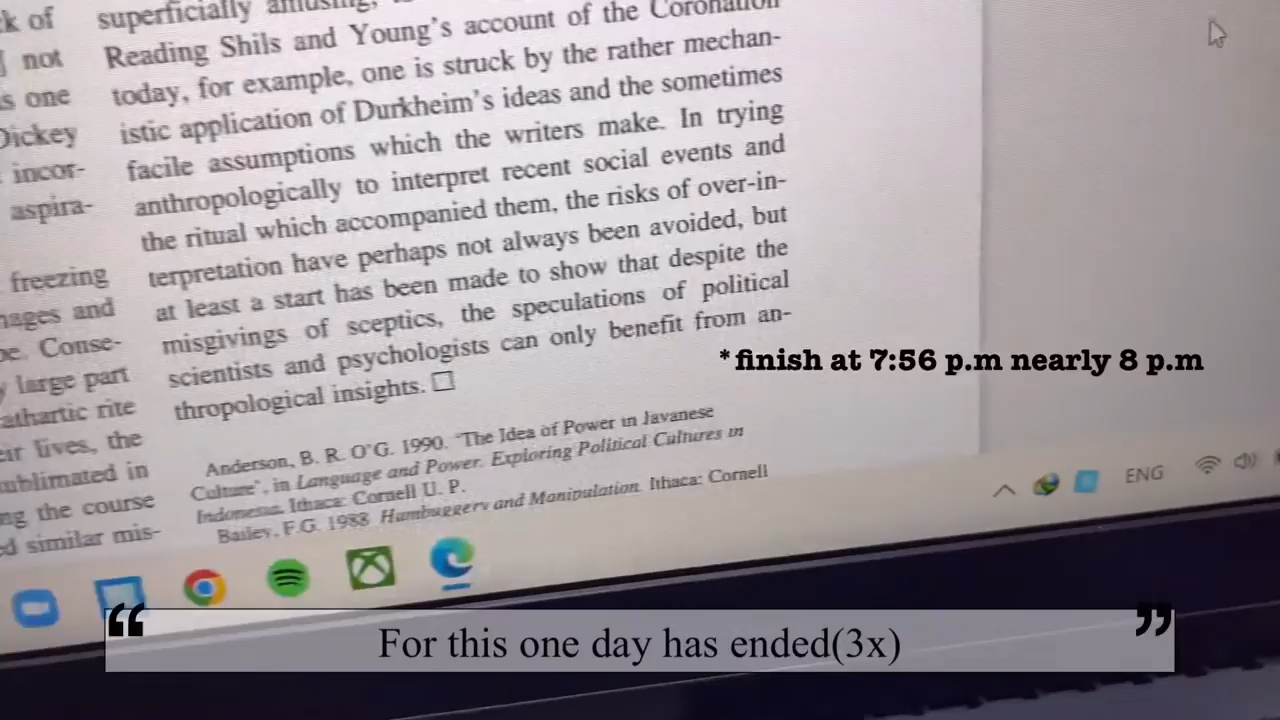 k of
not
s one
Dickey
incor-
aspira-
freezing
nages and
be. Conse-
large part
athartic rite
eir lives, the
ublimated in
ng the course
ed similar mis-
superficially amusing,
Reading Shils and Young's account of the Coronation
today, for example, one is struck by the rather mechan-
istic application of Durkheim's ideas and the sometimes
facile assumptions which the writers make. In trying
anthropologically to interpret recent social events and
the ritual which accompanied them, the risks of over-in-
terpretation have perhaps not always been avoided, but
at least a start has been made to show that despite the
misgivings of sceptics, the speculations of political
scientists and psychologists can only benefit from an-
thropological insights. □
Anderson, B. R. O'G. 1990. "The Idea of Power in Javanese
Culture", in Language and Power. Exploring Political Cultures in
Indonesia. Ithaca: Cornell U. P.
Bailey, F.G. 1988 Humbuggery and Manipulation. Ithaca: Cornell
*finish at 7:56 p.m nearly 8 p.m
ENG
“For this one day has ended(3x)”